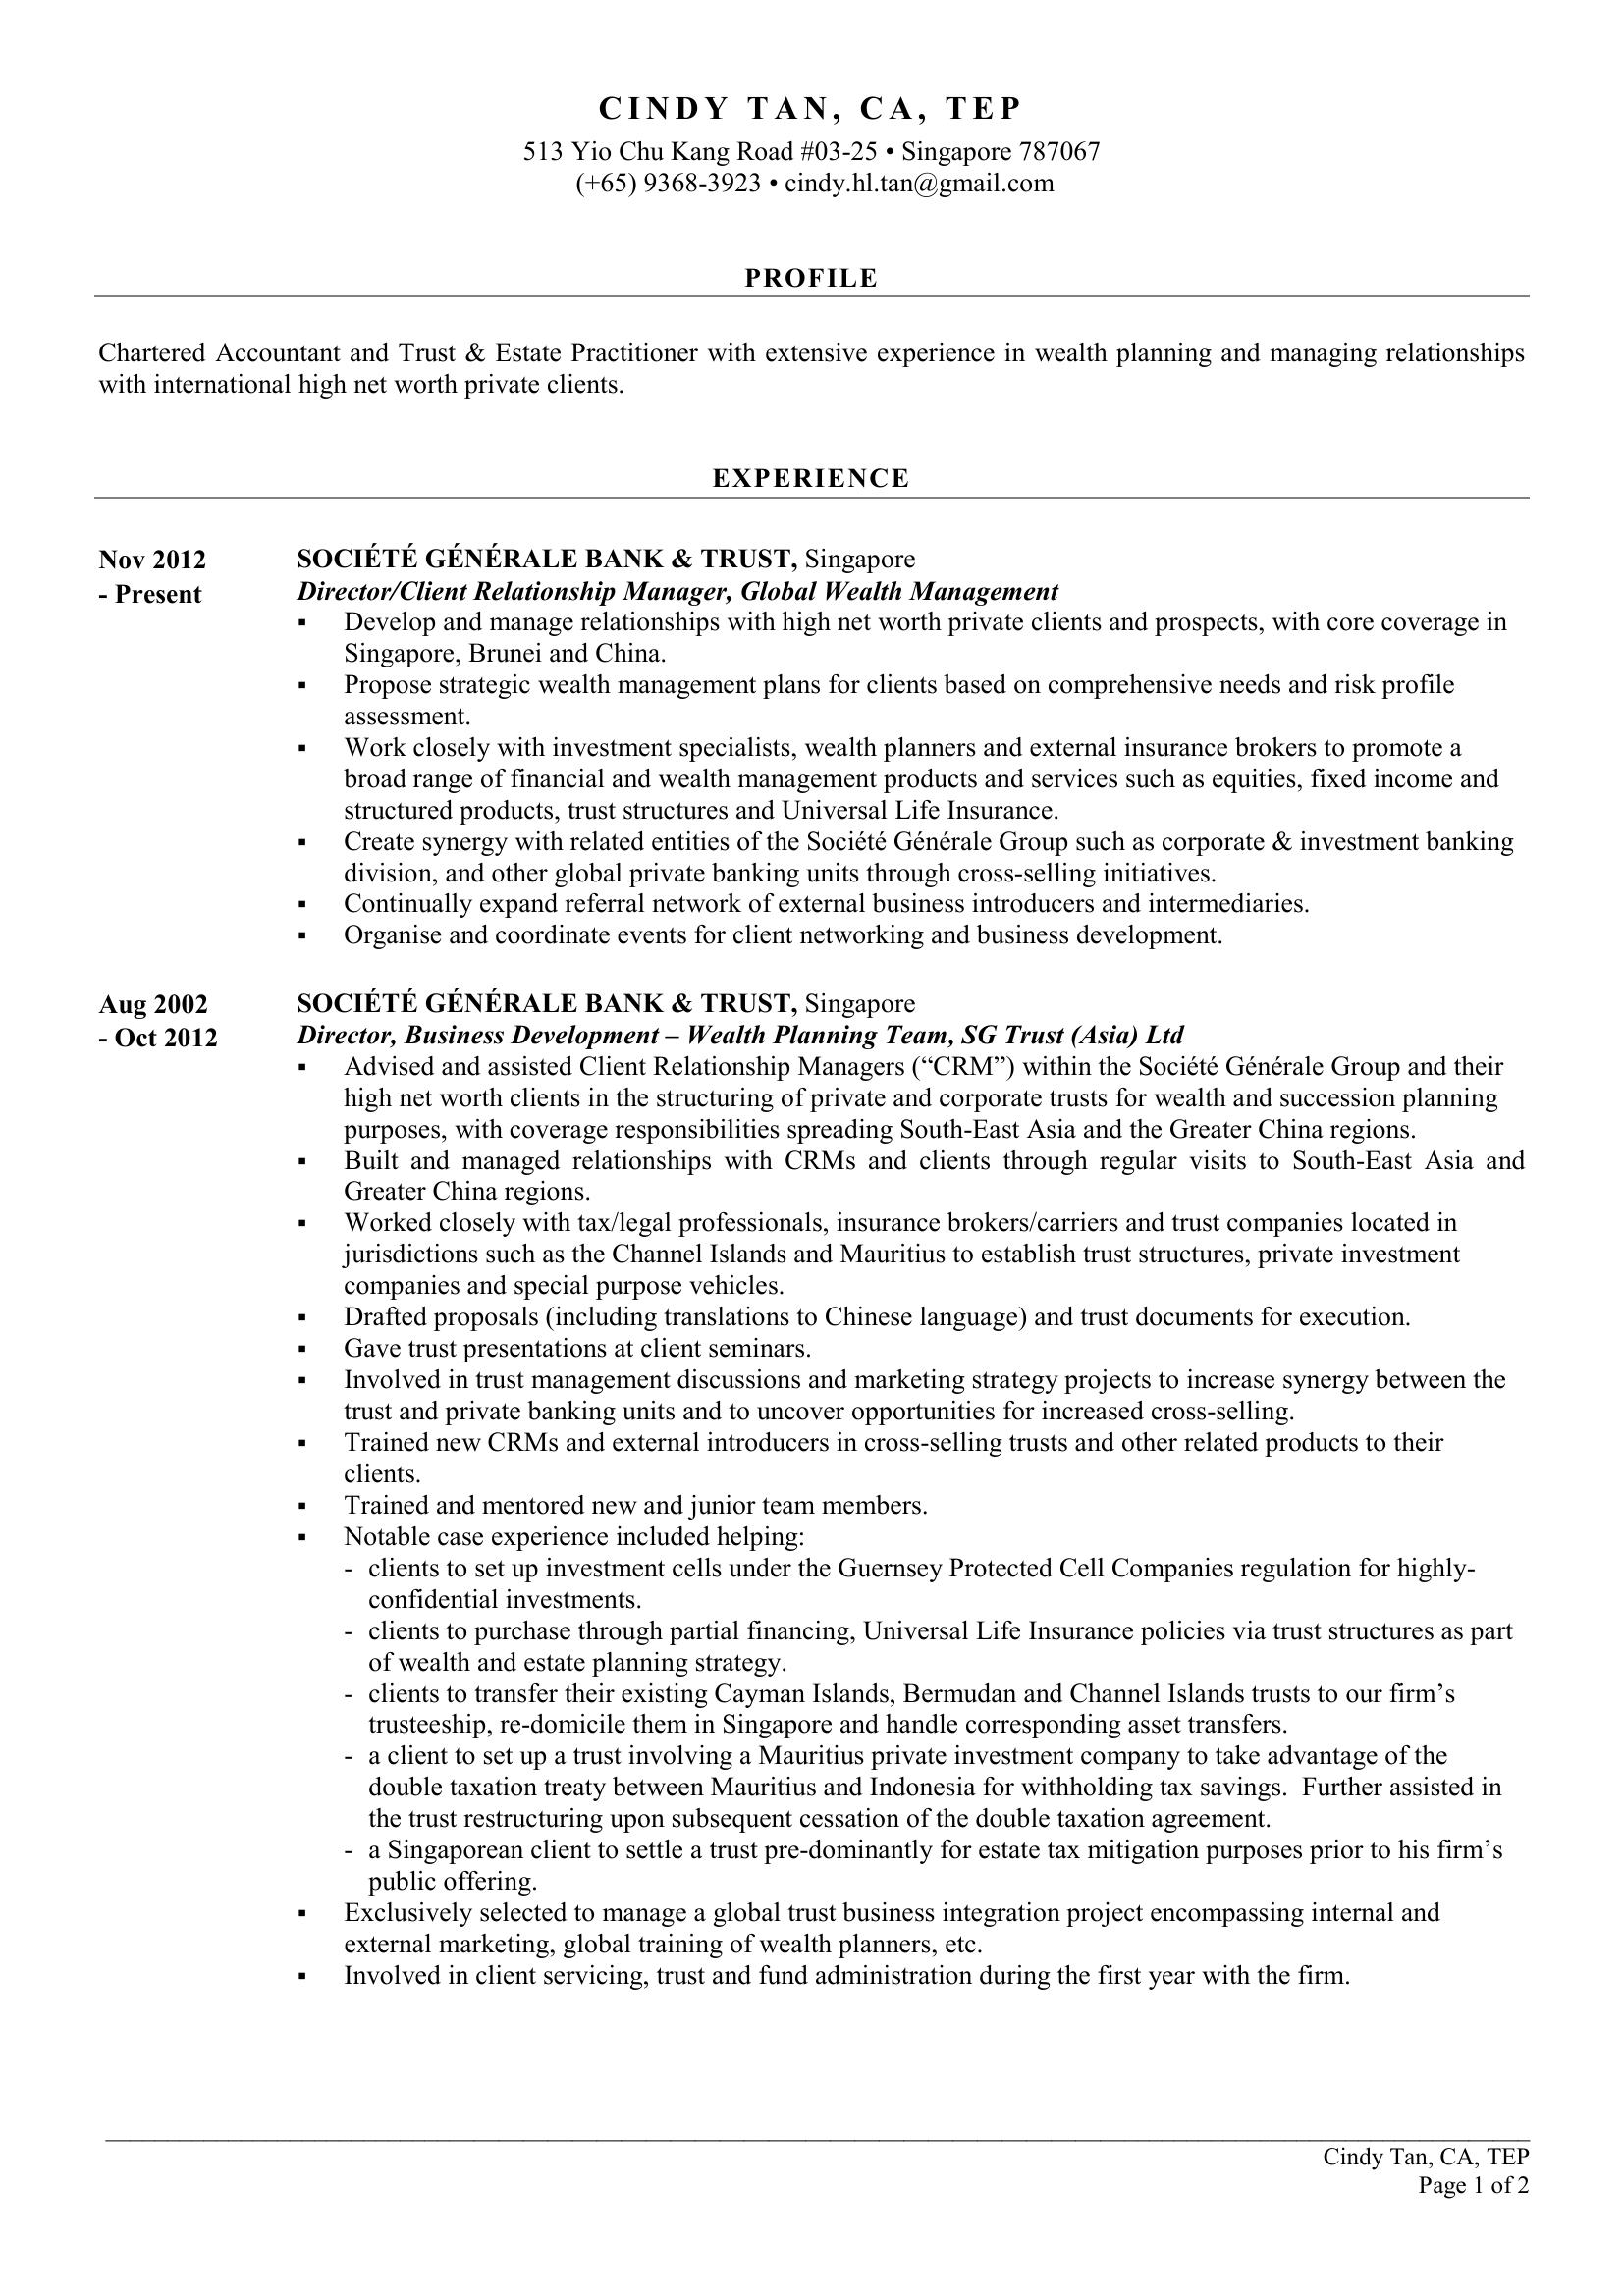 CINDY TAN, CA, TEP
513 Yio Chu Kang Road #03-25 • Singapore 787067
(+65) 9368-3923 • cindy.hl.tan@gmail.com
PROFILE
Chartered Accountant and Trust & Estate Practitioner with extensive experience in wealth planning and managing relationships
with international high net worth private clients.
EXPERIENCE
Nov 2012
- Present
SOCIÉTÉ GÉNÉRALE BANK & TRUST, Singapore
Director/Client Relationship Manager, Global Wealth Management
▪ Develop and manage relationships with high net worth private clients and prospects, with core coverage in
Singapore, Brunei and China.
▪ Propose strategic wealth management plans for clients based on comprehensive needs and risk profile
assessment.
▪ Work closely with investment specialists, wealth planners and external insurance brokers to promote a
broad range of financial and wealth management products and services such as equities, fixed income and
structured products, trust structures and Universal Life Insurance.
▪ Create synergy with related entities of the Société Générale Group such as corporate & investment banking
division, and other global private banking units through cross-selling initiatives.
▪ Continually expand referral network of external business introducers and intermediaries.
▪ Organise and coordinate events for client networking and business development.
Aug 2002
- Oct 2012
SOCIÉTÉ GÉNÉRALE BANK & TRUST, Singapore
Director, Business Development – Wealth Planning Team, SG Trust (Asia) Ltd
▪ Advised and assisted Client Relationship Managers (“CRM”) within the Société Générale Group and their
high net worth clients in the structuring of private and corporate trusts for wealth and succession planning
purposes, with coverage responsibilities spreading South-East Asia and the Greater China regions.
▪ Built and managed relationships with CRMs and clients through regular visits to South-East Asia and
Greater China regions.
▪ Worked closely with tax/legal professionals, insurance brokers/carriers and trust companies located in
jurisdictions such as the Channel Islands and Mauritius to establish trust structures, private investment
companies and special purpose vehicles.
▪ Drafted proposals (including translations to Chinese language) and trust documents for execution.
▪ Gave trust presentations at client seminars.
▪ Involved in trust management discussions and marketing strategy projects to increase synergy between the
trust and private banking units and to uncover opportunities for increased cross-selling.
▪ Trained new CRMs and external introducers in cross-selling trusts and other related products to their
clients.
▪ Trained and mentored new and junior team members.
▪ Notable case experience included helping:
- clients to set up investment cells under the Guernsey Protected Cell Companies regulation for highly-
confidential investments.
- clients to purchase through partial financing, Universal Life Insurance policies via trust structures as part
of wealth and estate planning strategy.
- clients to transfer their existing Cayman Islands, Bermudan and Channel Islands trusts to our firm’s
trusteeship, re-domicile them in Singapore and handle corresponding asset transfers.
- a client to set up a trust involving a Mauritius private investment company to take advantage of the
double taxation treaty between Mauritius and Indonesia for withholding tax savings.  Further assisted in
the trust restructuring upon subsequent cessation of the double taxation agreement.
- a Singaporean client to settle a trust pre-dominantly for estate tax mitigation purposes prior to his firm’s
public offering.
▪ Exclusively selected to manage a global trust business integration project encompassing internal and
external marketing, global training of wealth planners, etc.
▪ Involved in client servicing, trust and fund administration during the first year with the firm.
Cindy Tan, CA, TEP
Page 1 of 2